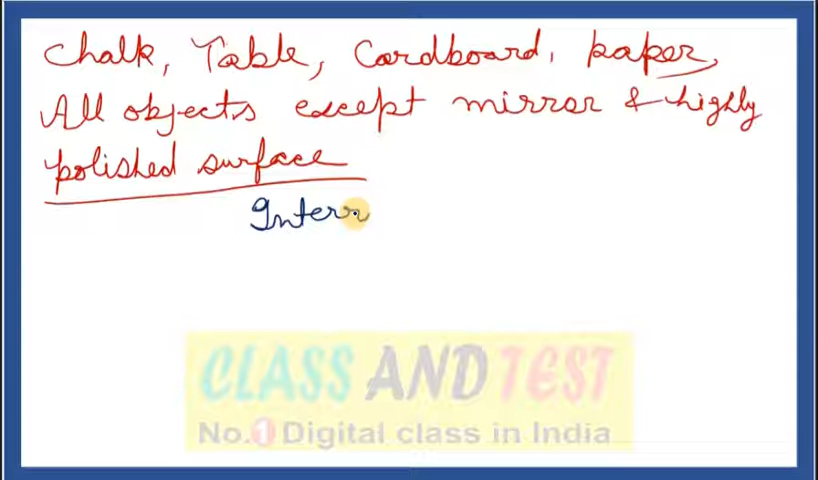 Chalk, Table, Cardboard, paper,
All objects except mirror & highly
polished surface
Interr
CLASS AND TEST
No.1 Digital class in India